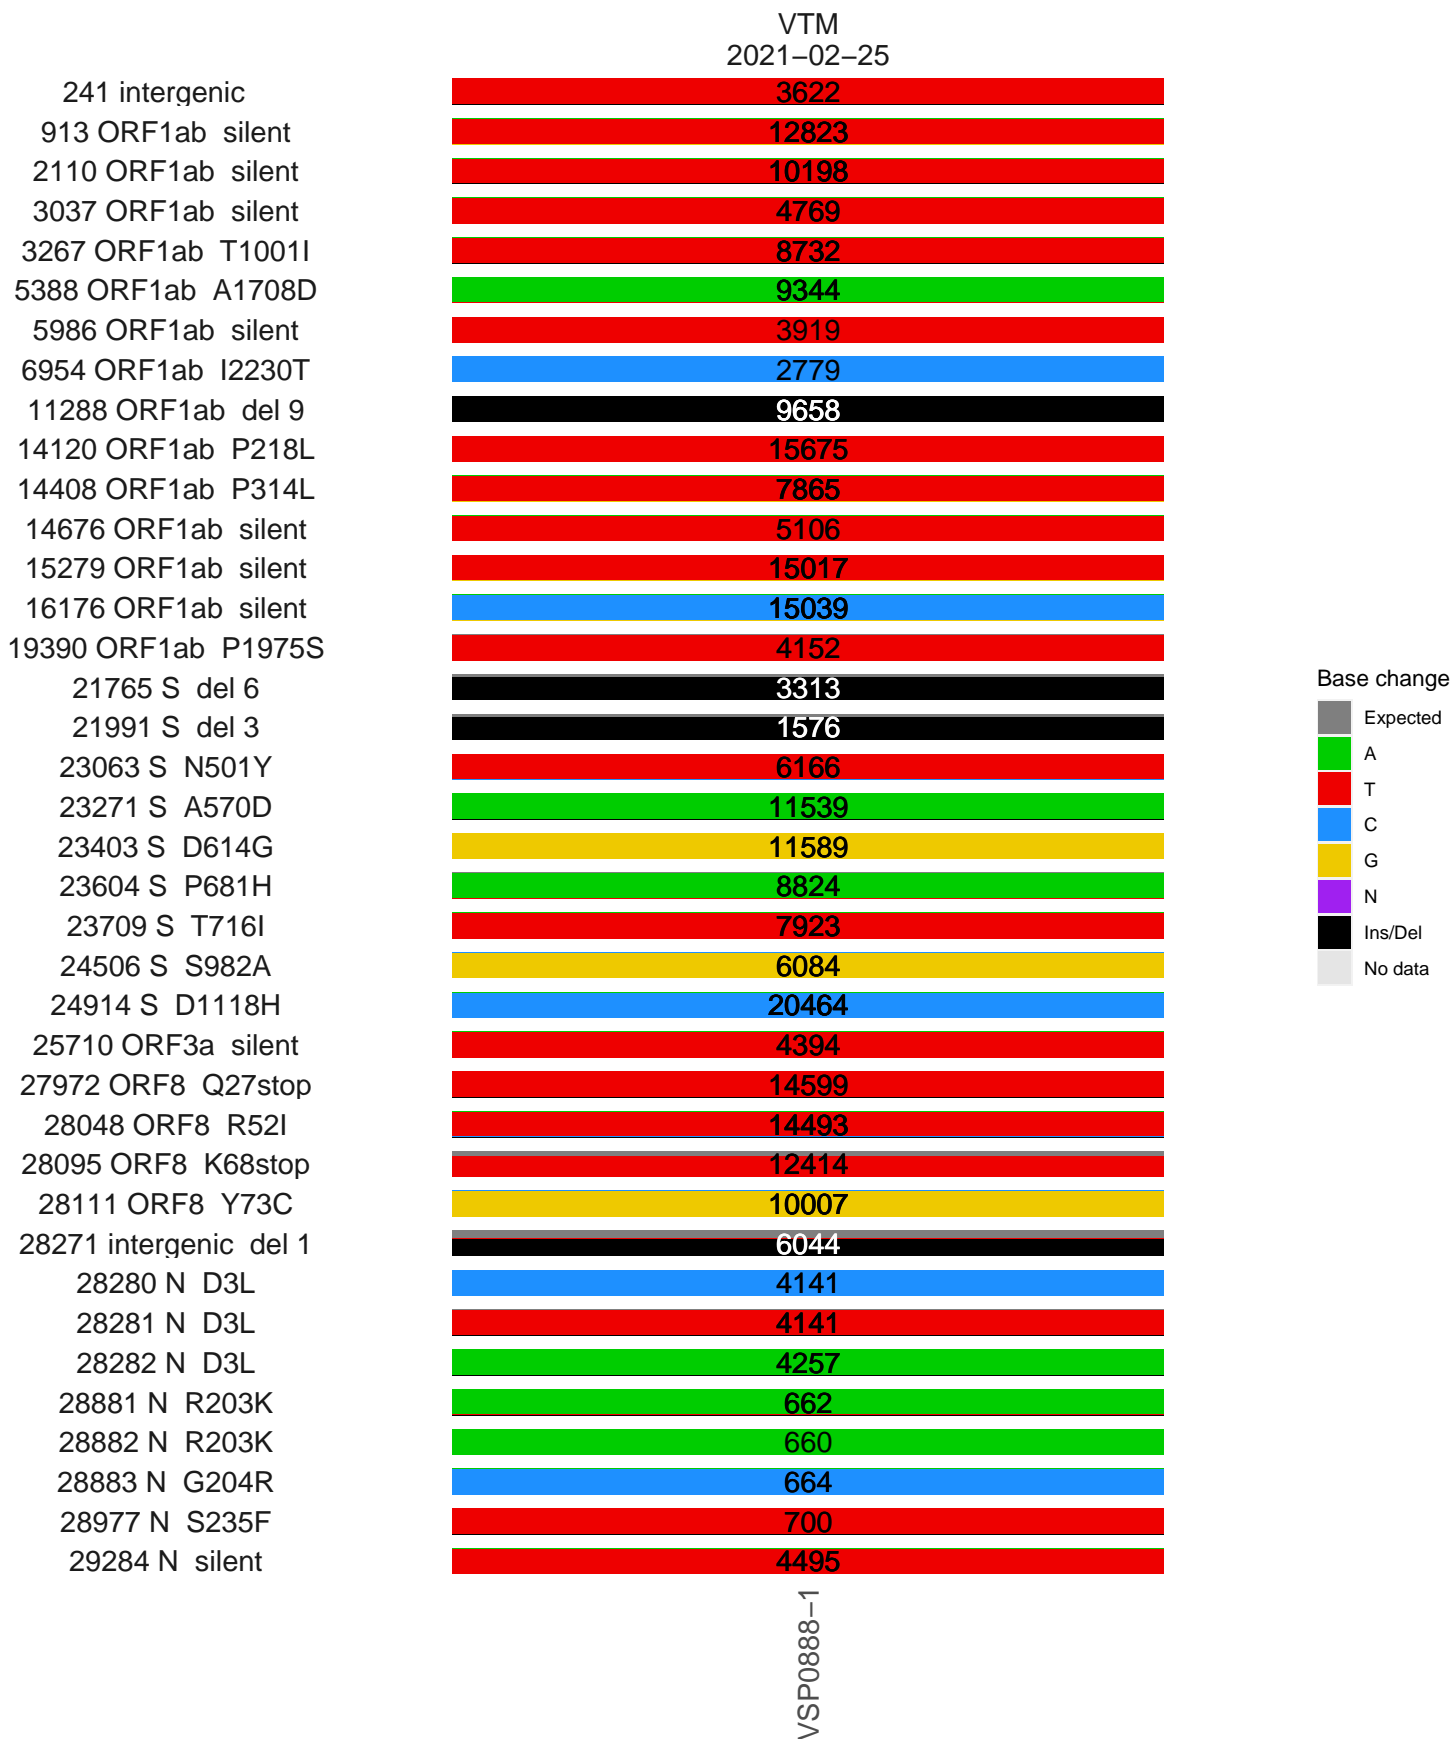 VTM
2021−02−25
241 intergenic 3622
913 ORF1ab silent 12823
2110 ORF1ab silent 10198
3037 ORF1ab silent 4769
3267 ORF1ab T1001I 8732
5388 ORF1ab A1708D 9344
5986 ORF1ab silent 3919
6954 ORF1ab I2230T 2779
11288 ORF1ab del 9 9658
14120 ORF1ab P218L 15675
14408 ORF1ab P314L 7865
14676 ORF1ab silent 5106
15279 ORF1ab silent 15017
16176 ORF1ab silent 15039
19390 ORF1ab P1975S 4152
21765 S del 6 3313
21991 S del 3 1576
23063 S N501Y 6166
23271 S A570D 11539
23403 S D614G 11589
23604 S P681H 8824
23709 S T716I 7923
24506 S S982A 6084
24914 S D1118H 20464
25710 ORF3a silent 4394
27972 ORF8 Q27stop 14599
28048 ORF8 R52I 14493
28095 ORF8 K68stop 12414
28111 ORF8 Y73C 10007
28271 intergenic del 1 6044
28280 N D3L 4141
28281 N D3L 4141
28282 N D3L 4257
28881 N R203K 662
28882 N R203K 660
28883 N G204R 664
28977 N S235F 700
29284 N silent 4495
VSP0888−1
Base change
Expected
A
T
C
G
N
Ins/Del
No data